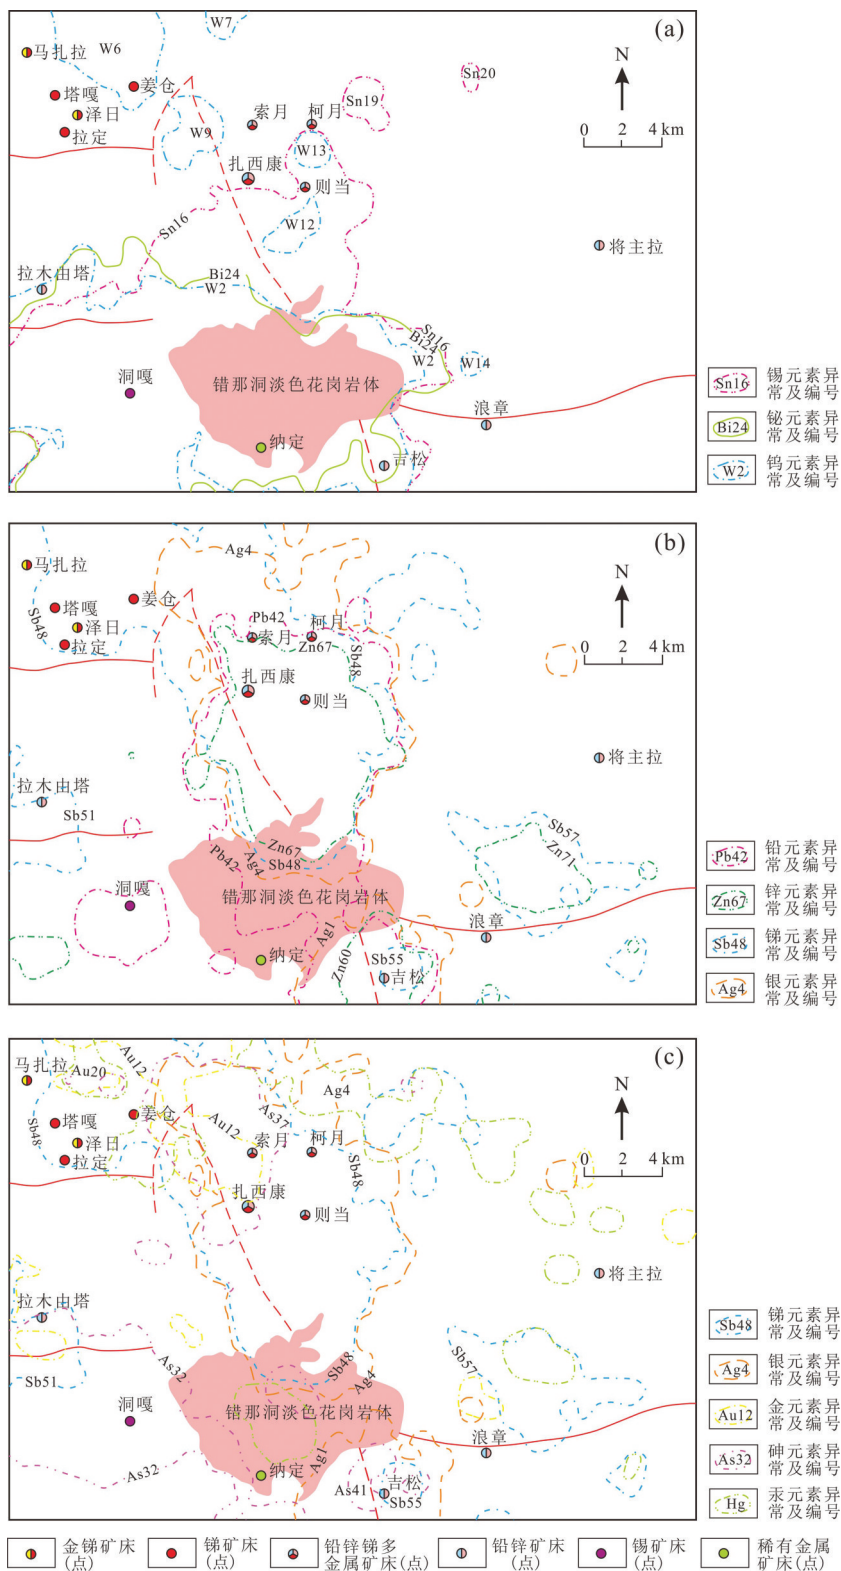 (a)
W7
W6
马扎拉
塔嘎
姜仓
泽日
拉定
W9
索月
柯月
Sn19
Sn20
N
0 2 4 km
W13
扎西康
则当
Sn16
W12
将主拉
拉木由塔
Bi24
W2
Sn16
Bi24
W2
W14
洞嘎
错那洞淡色花岗岩体
浪章
纳定
吉松
Sn16
锡元素异
常及编号
Bi24
铋元素异
常及编号
W2
钨元素异
常及编号
(b)
Ag4
马扎拉
塔嘎
姜仓
泽日
拉定
Sb48
Pb42
索月
柯月
Zn67
Sb48
N
0 2 4 km
扎西康
则当
将主拉
拉木由塔
Sb51
Sb57
Zn71
Zn67
Sb48
Pb42
Ag4
洞嘎
错那洞淡色花岗岩体
浪章
Ag1
Zn60
Sb55
纳定
吉松
Pb42
铅元素异
常及编号
Zn67
锌元素异
常及编号
Sb48
锑元素异
常及编号
Ag4
银元素异
常及编号
(c)
马扎拉
Au12
Au20
Ag4
塔嘎
姜仓
Sb48
泽日
拉定
Au12
As37
索月
柯月
Sb48
N
0 2 4 km
扎西康
则当
将主拉
拉木由塔
Sb51
As32
Sb48
Ag4
Sb57
洞嘎
错那洞淡色花岗岩体
浪章
As32
纳定
Ag1
As41
吉松
Sb55
Sb48
锑元素异
常及编号
Ag4
银元素异
常及编号
Au12
金元素异
常及编号
As32
砷元素异
常及编号
Hg
汞元素异
常及编号
金锑矿床
(点)
锑矿床
(点)
铅锌锑多
金属矿床(点)
铅锌矿床
(点)
锡矿床
(点)
稀有金属
矿床(点)